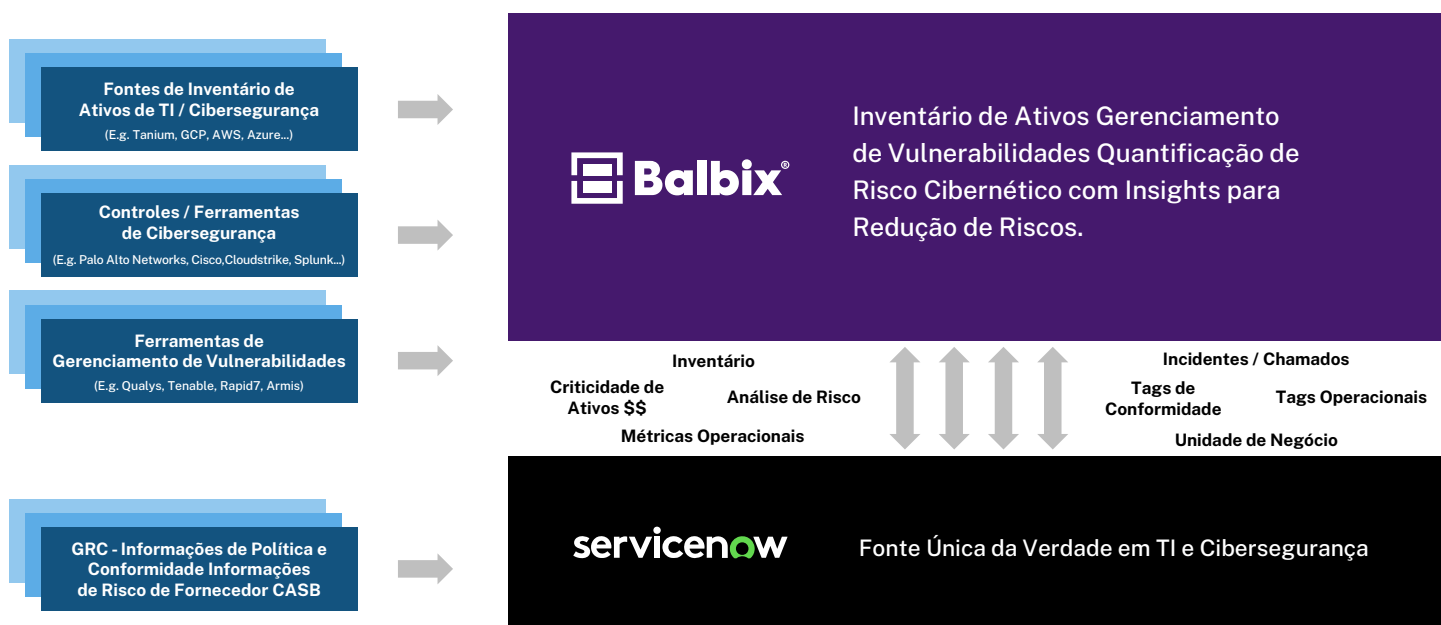 Fontes de Inventário de
Ativos de TI / Cibersegurança
(E.g. Tanium, GCP, AWS, Azure...)
Controles / Ferramentas
de Cibersegurança
(E.g. Palo Alto Networks, Cisco,Cloudstrike, Splunk...)
Ferramentas de
Gerenciamento de Vulnerabilidades
(E.g. Qualys, Tenable, Rapid7, Armis)
GRC - Informações de Política e
Conformidade Informações
de Risco de Fornecedor CASB
Balbix®
Inventário de Ativos Gerenciamento
de Vulnerabilidades Quantificação de
Risco Cibernético com Insights para
Redução de Riscos.
Inventário
Criticidade de
Ativos $$
Análise de Risco
Métricas Operacionais
Incidentes / Chamados
Tags de
Conformidade
Tags Operacionais
Unidade de Negócio
servicenow
Fonte Única da Verdade em TI e Cibersegurança